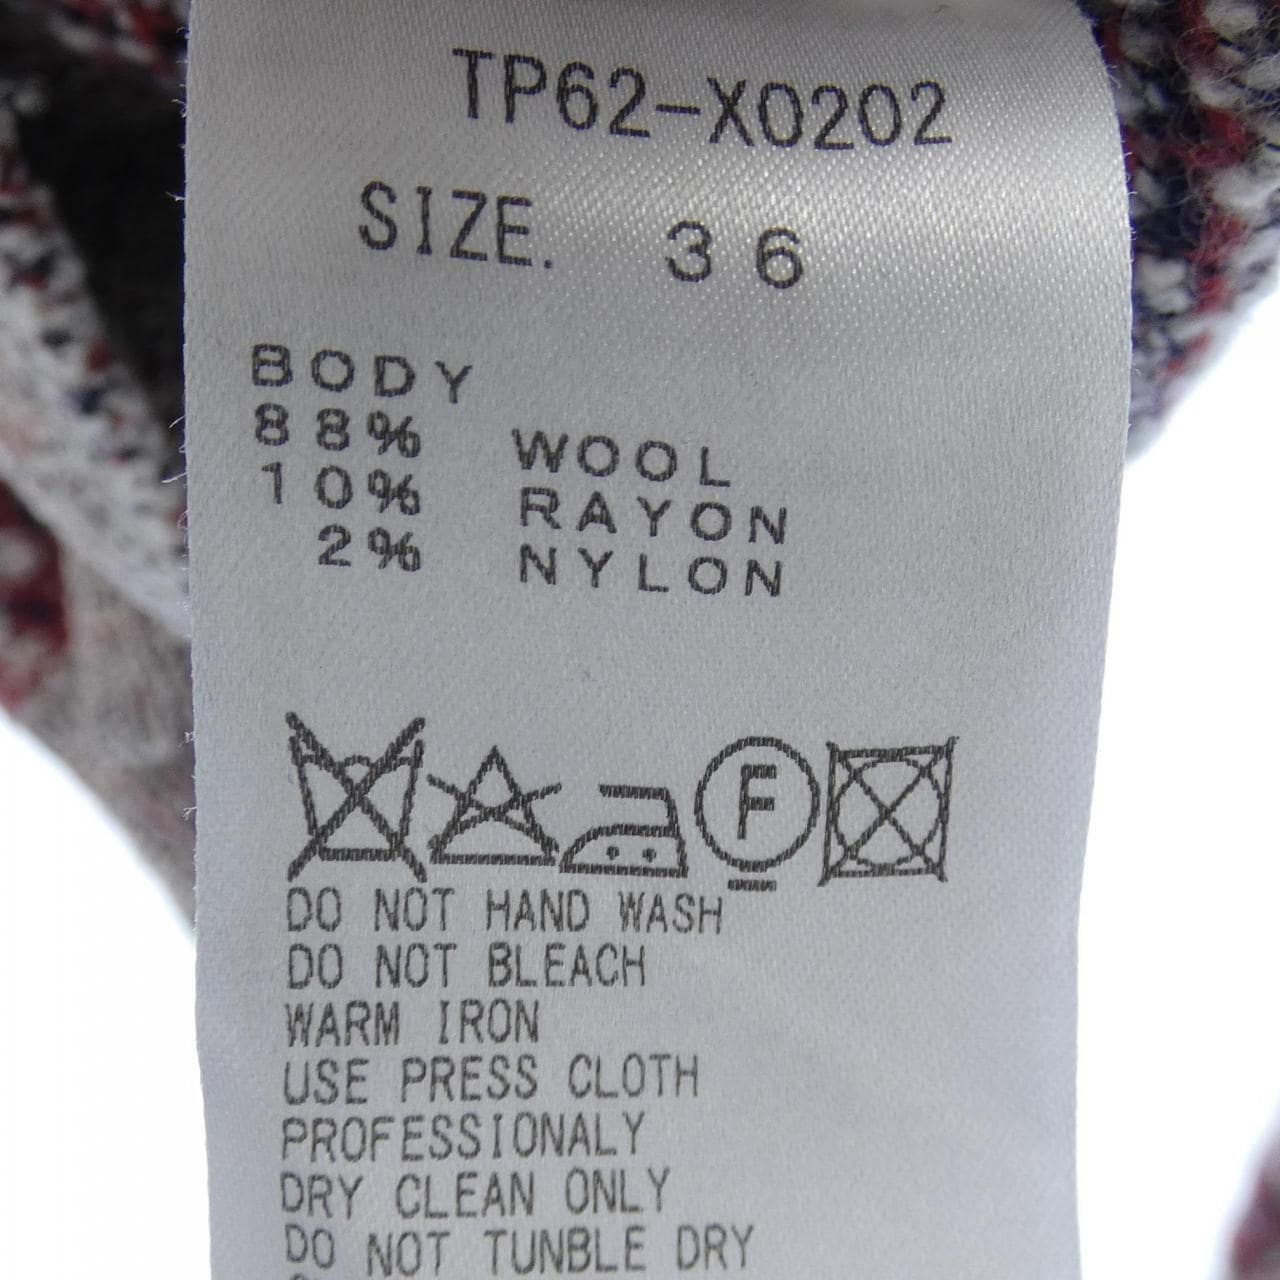 TP62-X0202
SIZE. 36
BODY
88% WOOL
10% RAYON
2% NYLON
F
DO NOT HAND WASH
DO NOT BLEACH
WARM IRON
USE PRESS CLOTH
PROFESSIONALY
DRY CLEAN ONLY
DO NOT TUNBLE DRY